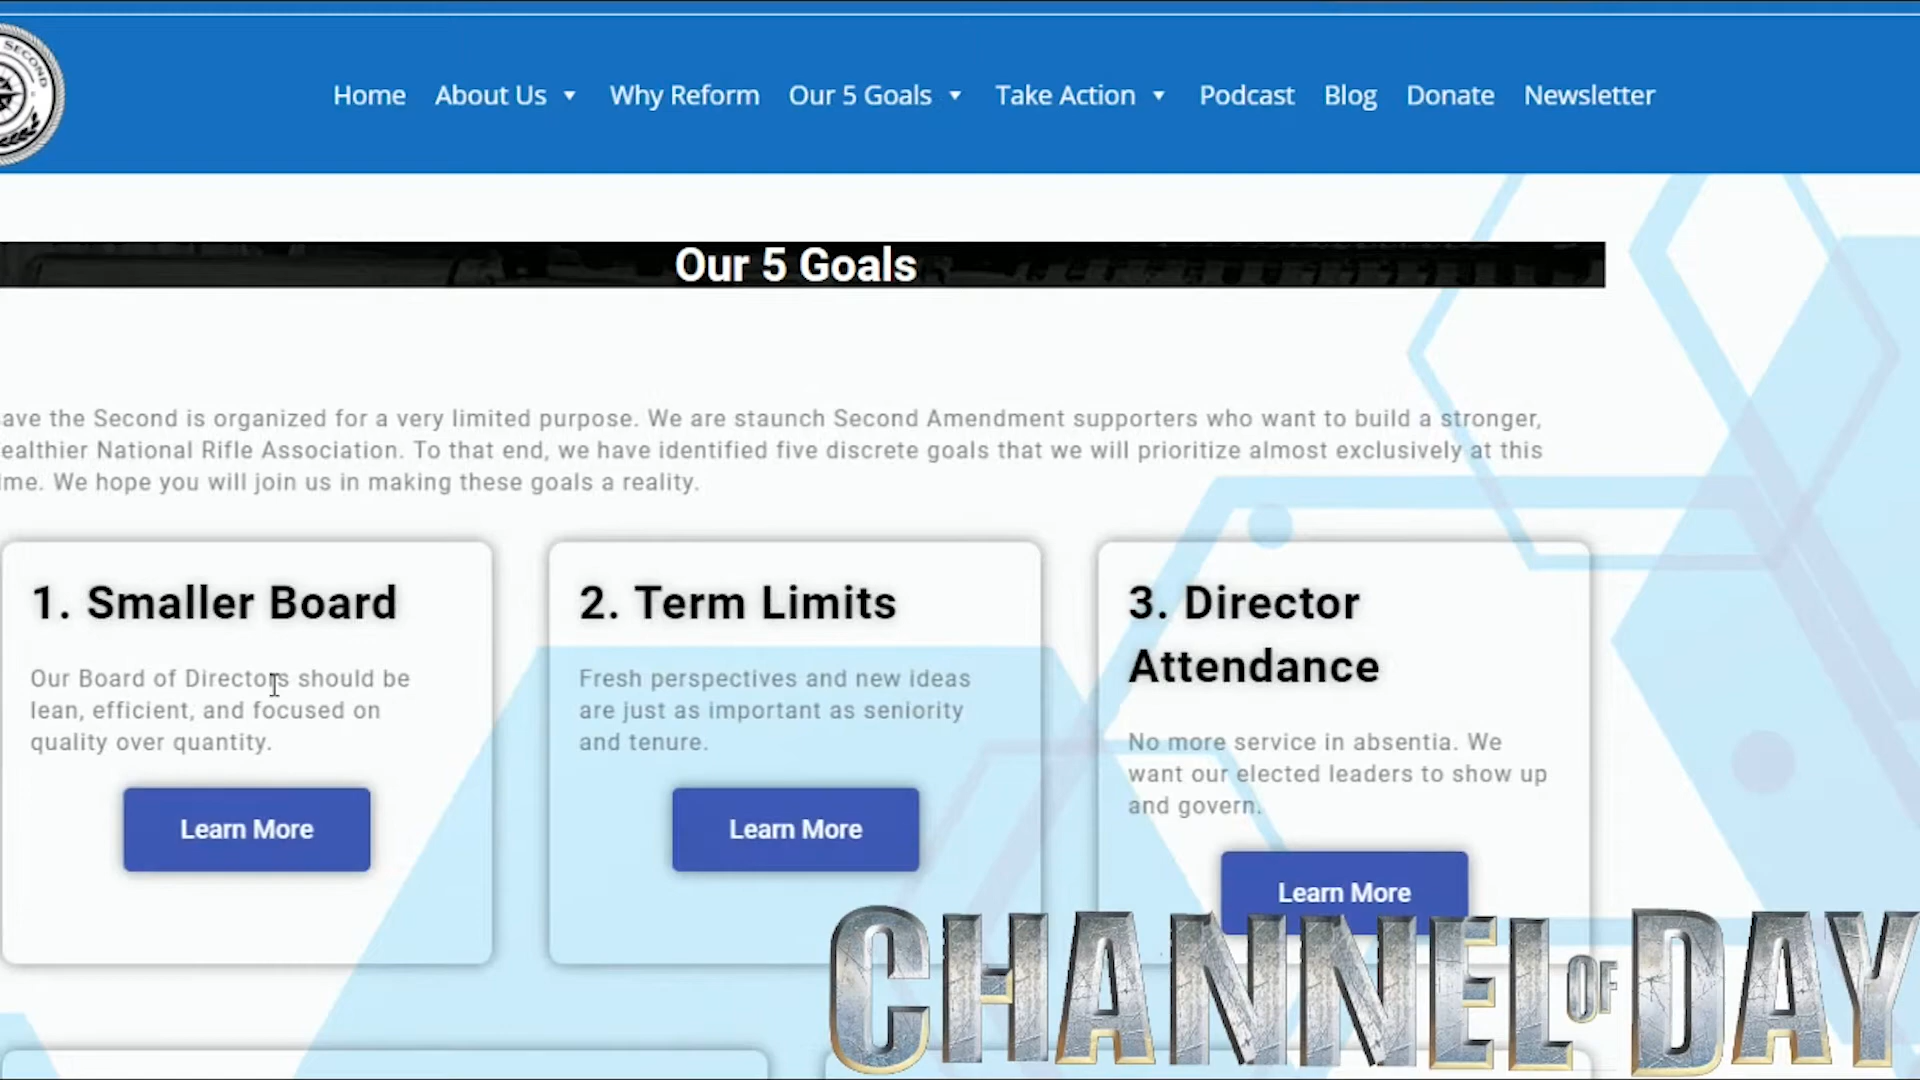 SECOND
Home About Us Why Reform Our 5 Goals Take Action Podcast Blog Donate Newsletter
Our 5 Goals
ave the Second is organized for a very limited purpose. We are staunch Second Amendment supporters who want to build a stronger,
ealthier National Rifle Association. To that end, we have identified five discrete goals that we will prioritize almost exclusively at this
me. We hope you will join us in making these goals a reality.
1. Smaller Board
Our Board of Directors should be
lean, efficient, and focused on
quality over quantity.
Learn More
2. Term Limits
Fresh perspectives and new ideas
are just as important as seniority
and tenure.
Learn More
3. Director
Attendance
No more service in absentia. We
want our elected leaders to show up
and govern.
Learn More
CHANNEL OF DAY